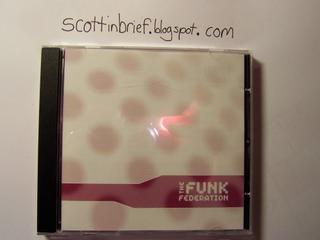 scottinbrief.blogspot.com
THE
FUNK
FEDERATION